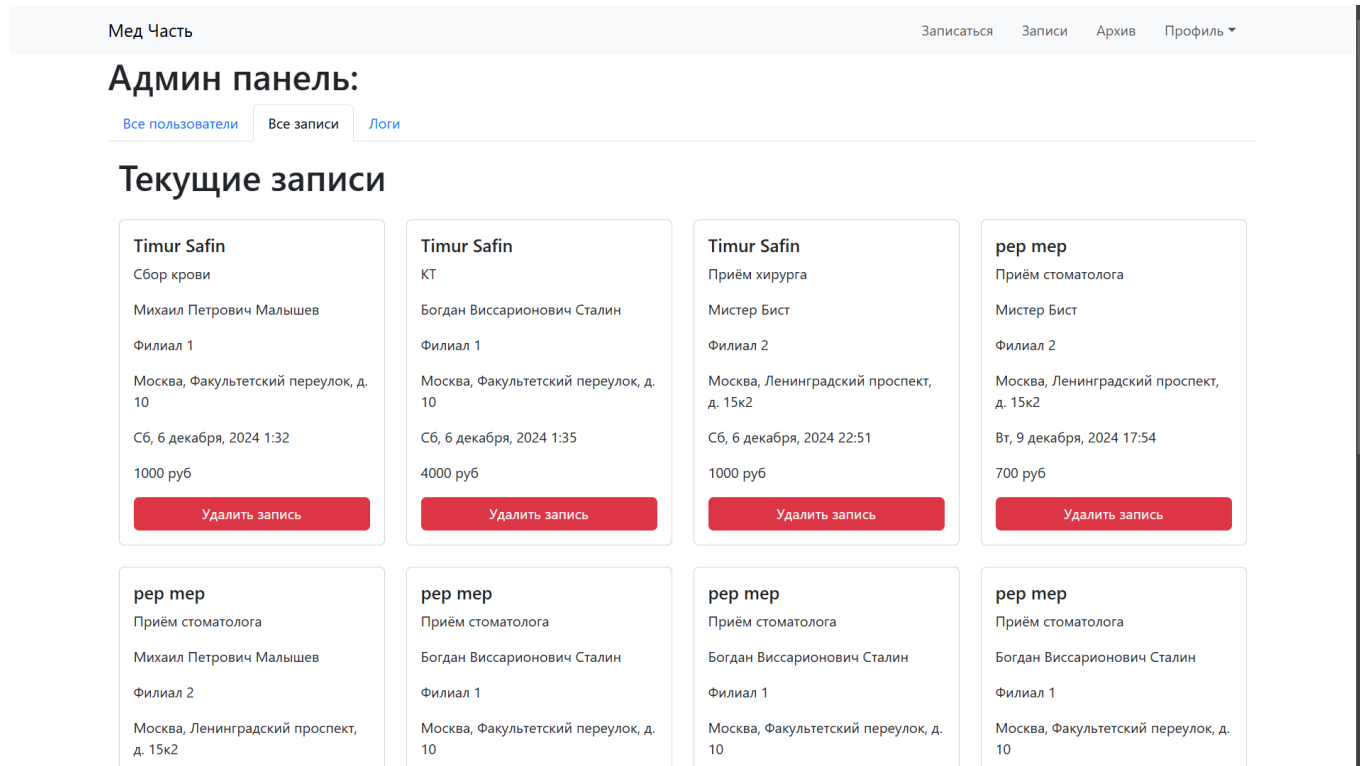 Мед Часть
Записаться
Записи
Архив
Профиль
Админ панель:
Все пользователи
Все записи
Логи
Текущие записи
Timur Safin
Сбор крови
Михаил Петрович Малышев
Филиал 1
Москва, Факультетский переулок, д.
10
Сб, 6 декабря, 2024 1:32
1000 руб
Удалить запись
Timur Safin
КТ
Богдан Виссарионович Сталин
Филиал 1
Москва, Факультетский переулок, д.
10
Сб, 6 декабря, 2024 1:35
4000 руб
Удалить запись
Timur Safin
Приём хирурга
Мистер Бист
Филиал 2
Москва, Ленинградский проспект,
д. 15к2
Сб, 6 декабря, 2024 22:51
1000 руб
Удалить запись
pep mep
Приём стоматолога
Мистер Бист
Филиал 2
Москва, Ленинградский проспект,
д. 15к2
Вт, 9 декабря, 2024 17:54
700 руб
Удалить запись
pep mep
Приём стоматолога
Михаил Петрович Малышев
Филиал 2
Москва, Ленинградский проспект,
д. 15к2
pep mep
Приём стоматолога
Богдан Виссарионович Сталин
Филиал 1
Москва, Факультетский переулок, д.
10
pep mep
Приём стоматолога
Богдан Виссарионович Сталин
Филиал 1
Москва, Факультетский переулок, д.
10
pep mep
Приём стоматолога
Богдан Виссарионович Сталин
Филиал 1
Москва, Факультетский переулок, д.
10